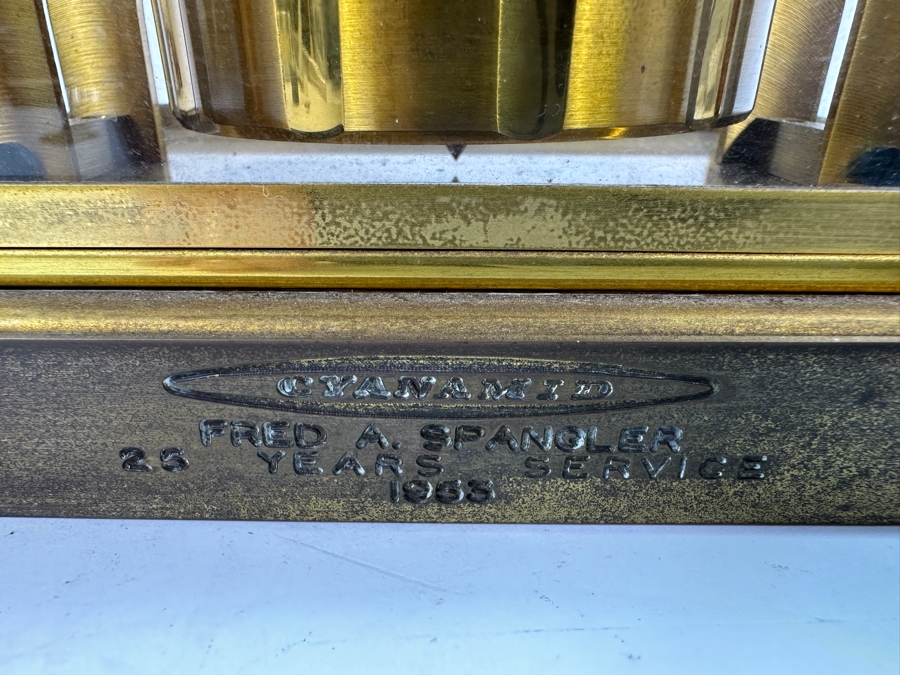 CYANAMID
FRED A. SPANGLER
25 YEARS SERVICE
1963